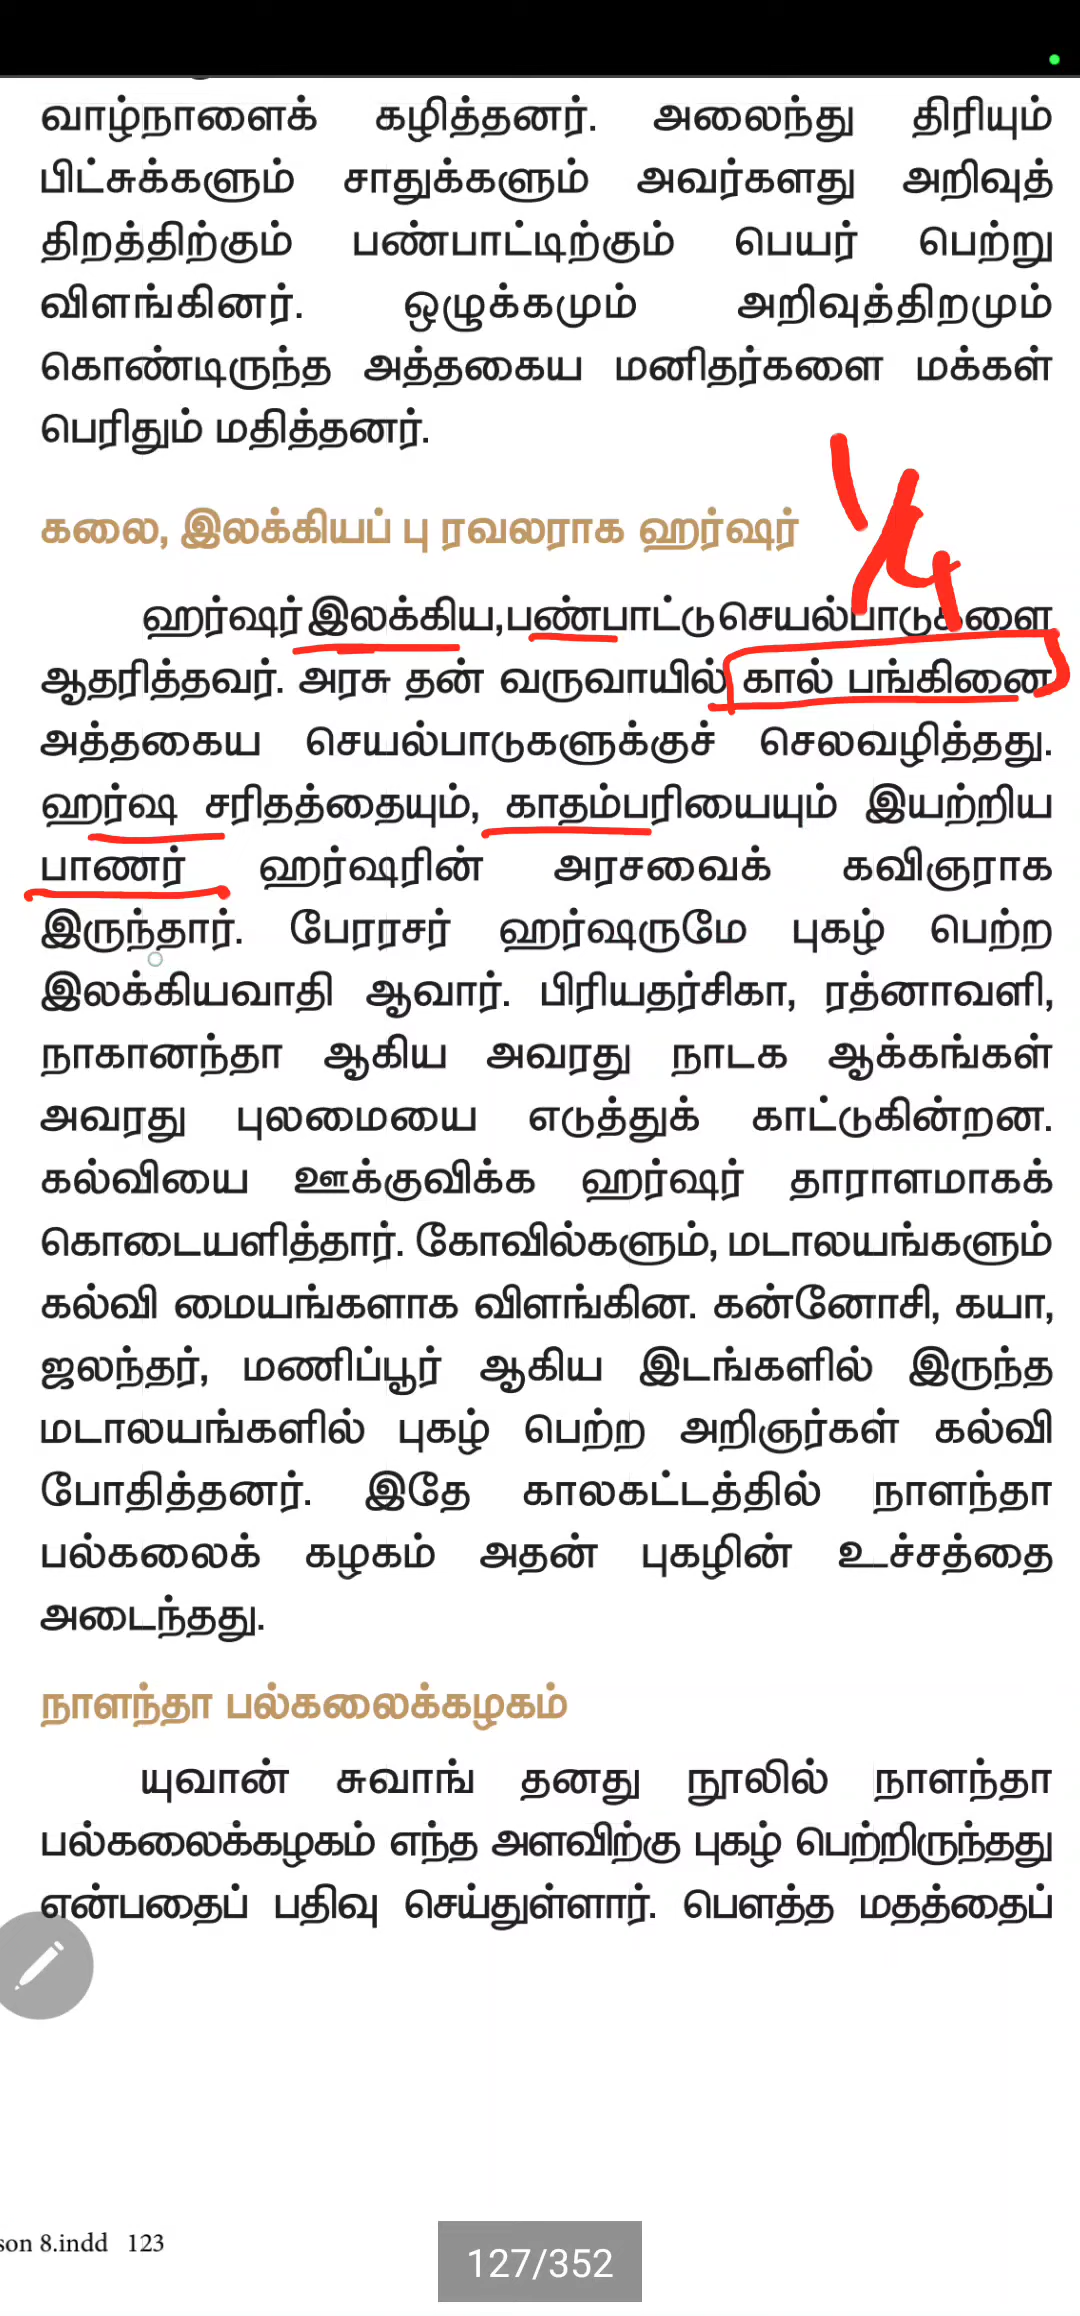 வாழ்நாளைக் கழித்தனர். அலைந்து திரியும்
பிட்சுக்களும் சாதுக்களும் அவர்களது அறிவுத்
திறத்திற்கும் பண்பாட்டிற்கும் பெயர் பெற்று
விளங்கினர். ஒழுக்கமும் அறிவுத்திறமும்
கொண்டிருந்த அத்தகைய மனிதர்களை மக்கள்
பெரிதும் மதித்தனர்.
1/4
கலை, இலக்கியப் பு ரவலராக ஹர்ஷர்
ஹர்ஷர் இலக்கிய, பண்பாட்டு செயல்பாடுகளை
ஆதரித்தவர். அரசு தன் வருவாயில் கால் பங்கினை
அத்தகைய செயல்பாடுகளுக்குச் செலவழித்தது.
ஹர்ஷ சரிதத்தையும், காதம்பரியையும் இயற்றிய
பாணர் ஹர்ஷரின் அரசவைக் கவிஞராக
இருந்தார். பேரரசர் ஹர்ஷருமே புகழ் பெற்ற
இலக்கியவாதி ஆவார். பிரியதர்சிகா, ரத்னாவளி,
நாகானந்தா ஆகிய அவரது நாடக ஆக்கங்கள்
அவரது புலமையை எடுத்துக் காட்டுகின்றன.
கல்வியை ஊக்குவிக்க ஹர்ஷர் தாராளமாகக்
கொடையளித்தார். கோவில்களும், மடாலயங்களும்
கல்வி மையங்களாக விளங்கின. கன்னோசி, கயா,
ஜலந்தர், மணிப்பூர் ஆகிய இடங்களில் இருந்த
மடாலயங்களில் புகழ் பெற்ற அறிஞர்கள் கல்வி
போதித்தனர். இதே காலகட்டத்தில் நாளந்தா
பல்கலைக் கழகம் அதன் புகழின் உச்சத்தை
அடைந்தது.
நாளந்தா பல்கலைக்கழகம்
யுவான் சுவாங் தனது நூலில் நாளந்தா
பல்கலைக்கழகம் எந்த அளவிற்கு புகழ் பெற்றிருந்தது
என்பதைப் பதிவு செய்துள்ளார். பௌத்த மதத்தைப்
son 8.indd 123
127/352